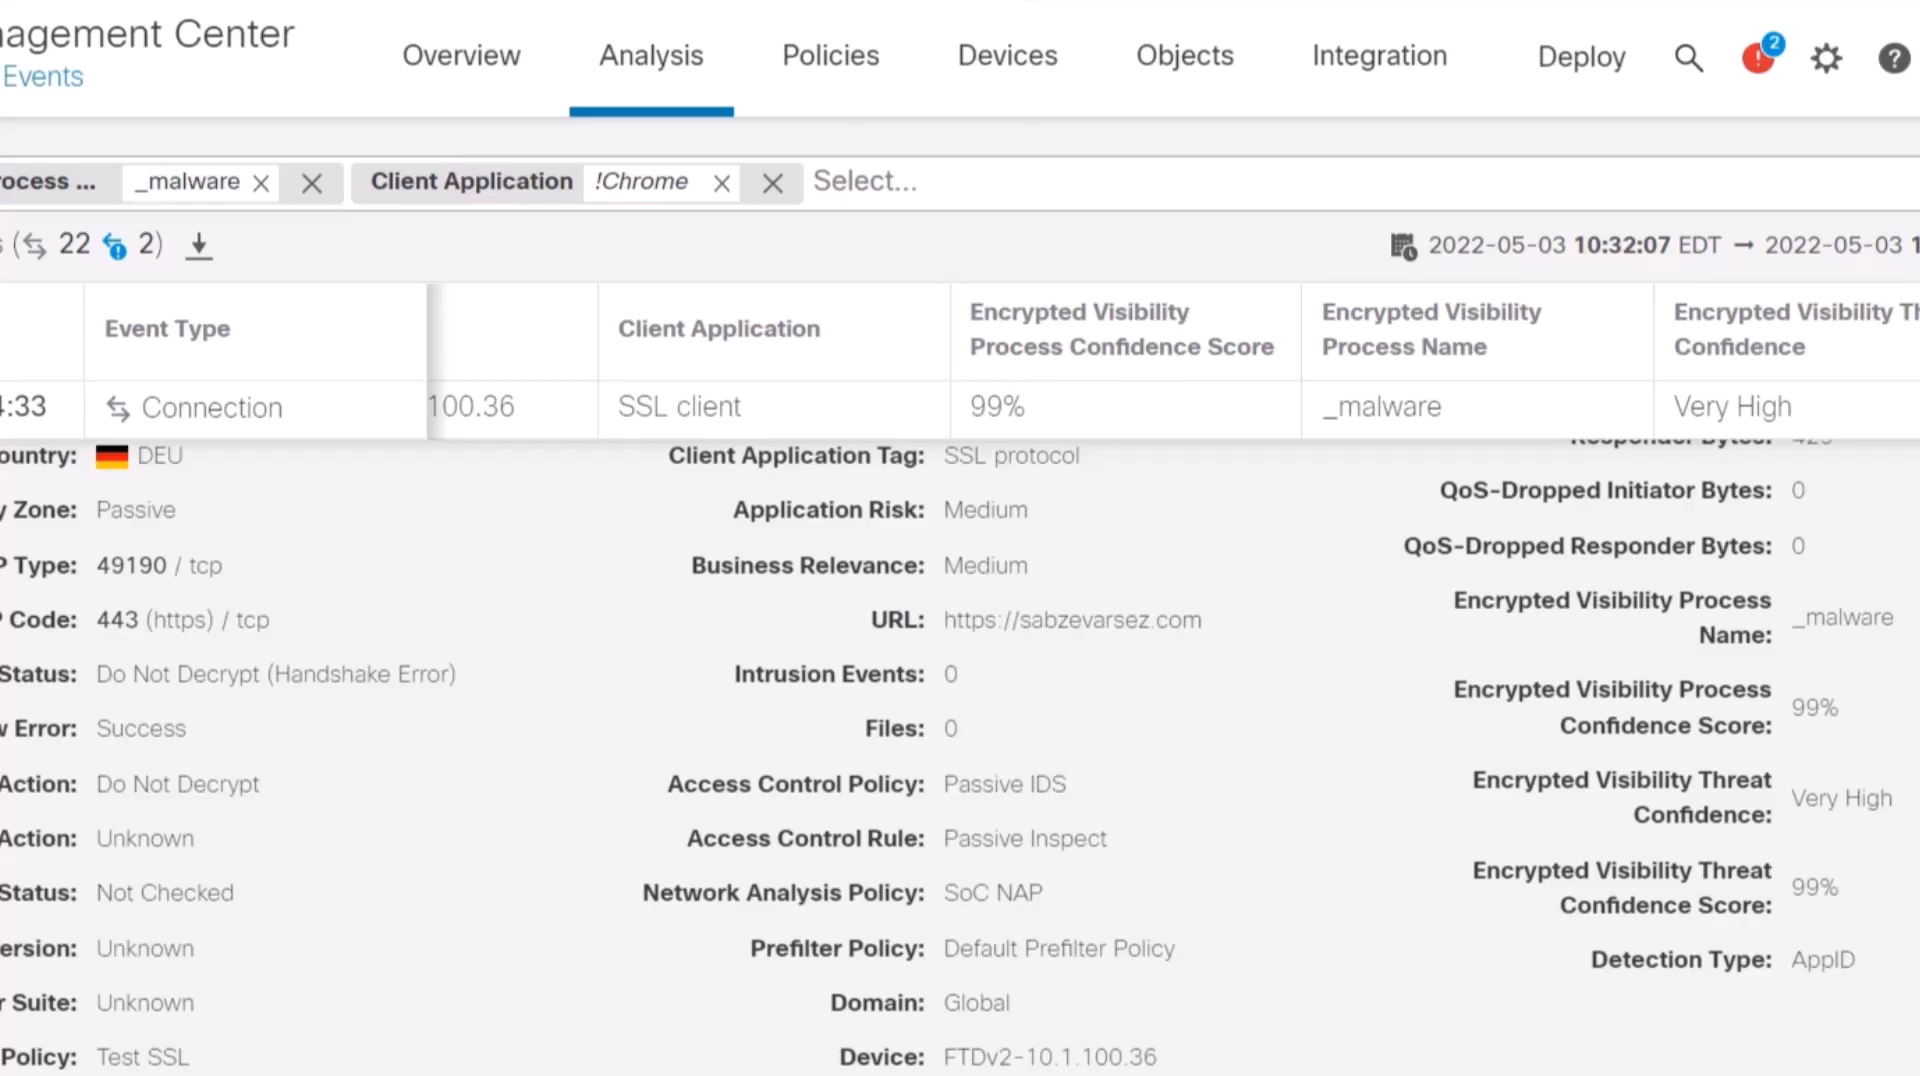 nagement Center
Events
Overview
Analysis
Policies
Devices
Objects
Integration
Deploy
2
rocess ... _malware
Client Application !Chrome
Select...
22 2)
2022-05-03 10:32:07 EDT → 2022-05-03 1
Event Type
Client Application
Encrypted Visibility
Process Confidence Score
Encrypted Visibility
Process Name
Encrypted Visibility Th
Confidence
4:33
Connection
100.36
SSL client
99%
_malware
Very High
ountry: DEU
y Zone: Passive
P Type: 49190 / tcp
P Code: 443 (https) / tcp
Status: Do Not Decrypt (Handshake Error)
w Error: Success
Action: Do Not Decrypt
Action: Unknown
Status: Not Checked
ersion: Unknown
r Suite: Unknown
Policy: Test SSL
Client Application Tag: SSL protocol
Application Risk: Medium
Business Relevance: Medium
URL: https://sabzevarsez.com
Intrusion Events: 0
Files: 0
Access Control Policy: Passive IDS
Access Control Rule: Passive Inspect
Network Analysis Policy: SoC NAP
Prefilter Policy: Default Prefilter Policy
Domain: Global
Device: FTDv2-10.1.100.36
Responder Bytes:
QoS-Dropped Initiator Bytes: 0
QoS-Dropped Responder Bytes: 0
Encrypted Visibility Process
Name: _malware
Encrypted Visibility Process
Confidence Score: 99%
Encrypted Visibility Threat
Confidence: Very High
Encrypted Visibility Threat
Confidence Score: 99%
Detection Type: AppID